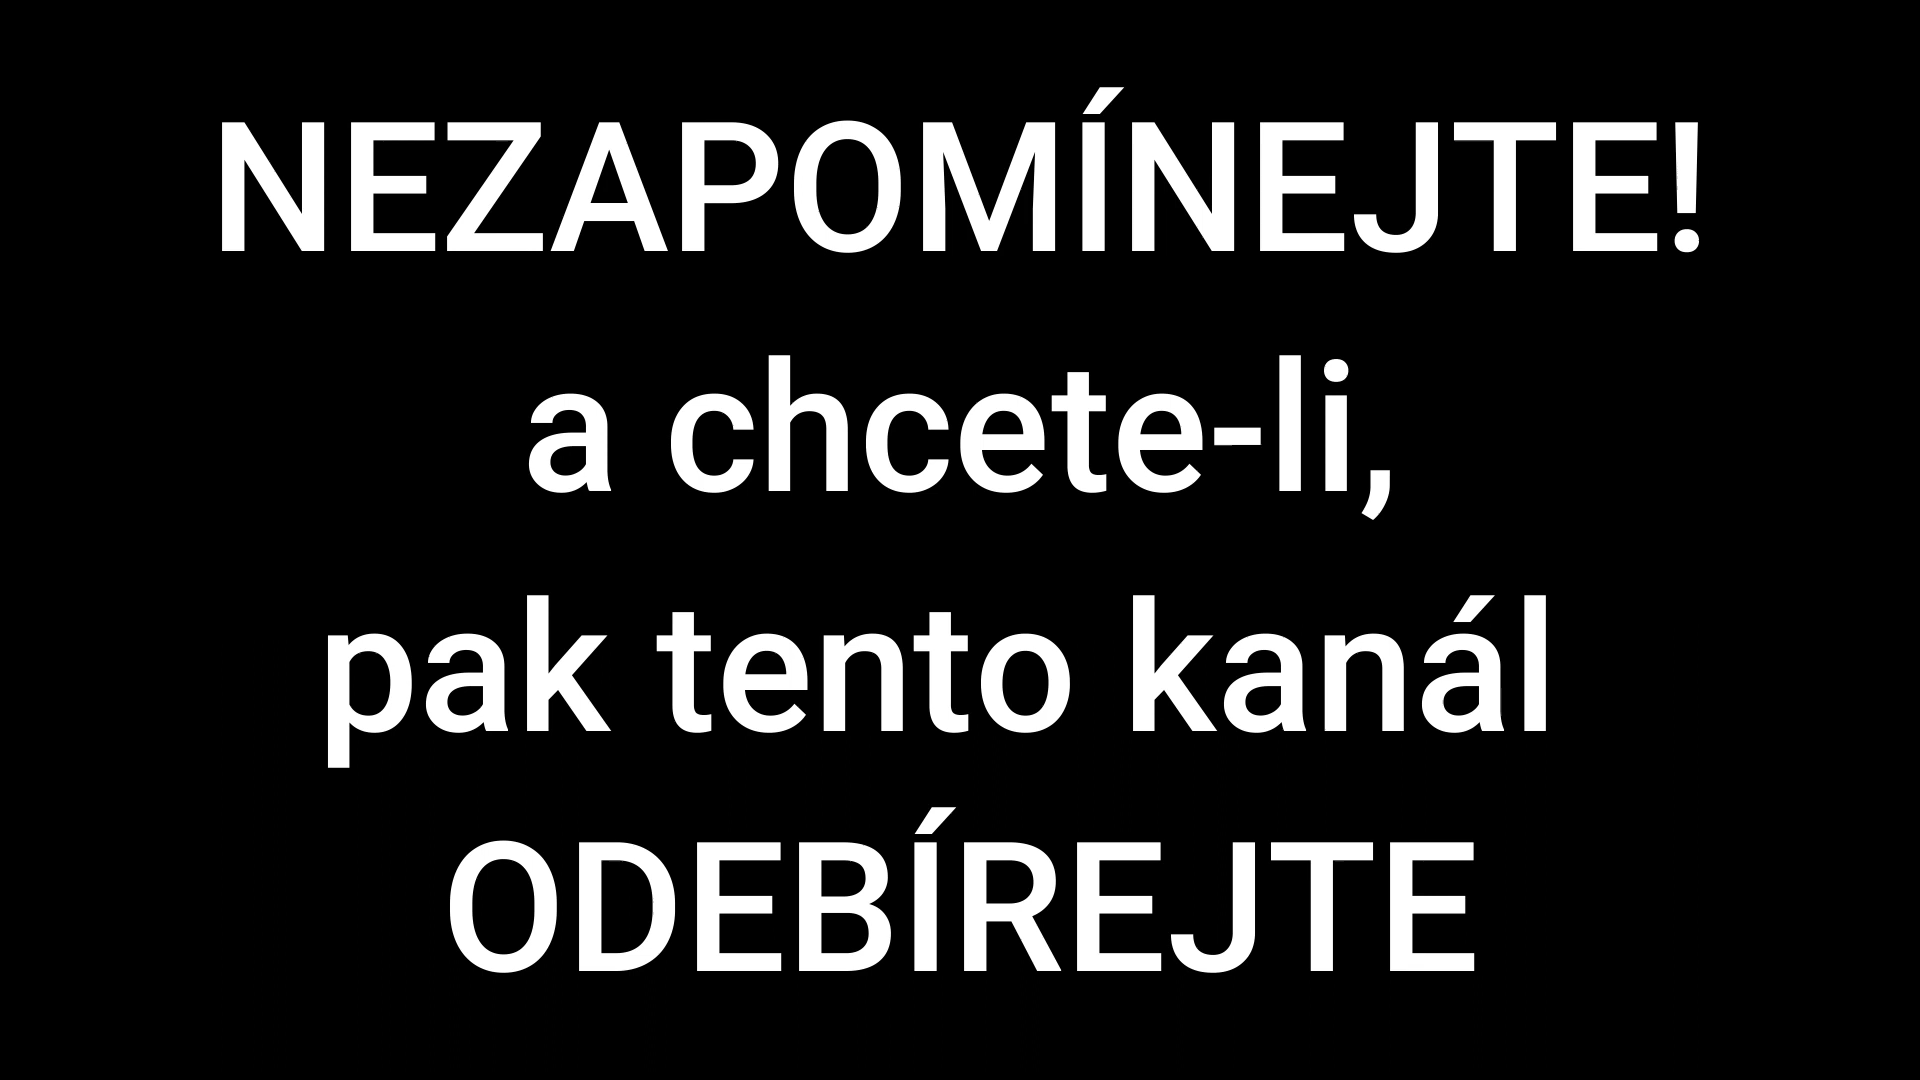 NEZAPOMÍNEJTE!
a chcete-li,
pak tento kanál
ODEBÍREJTE